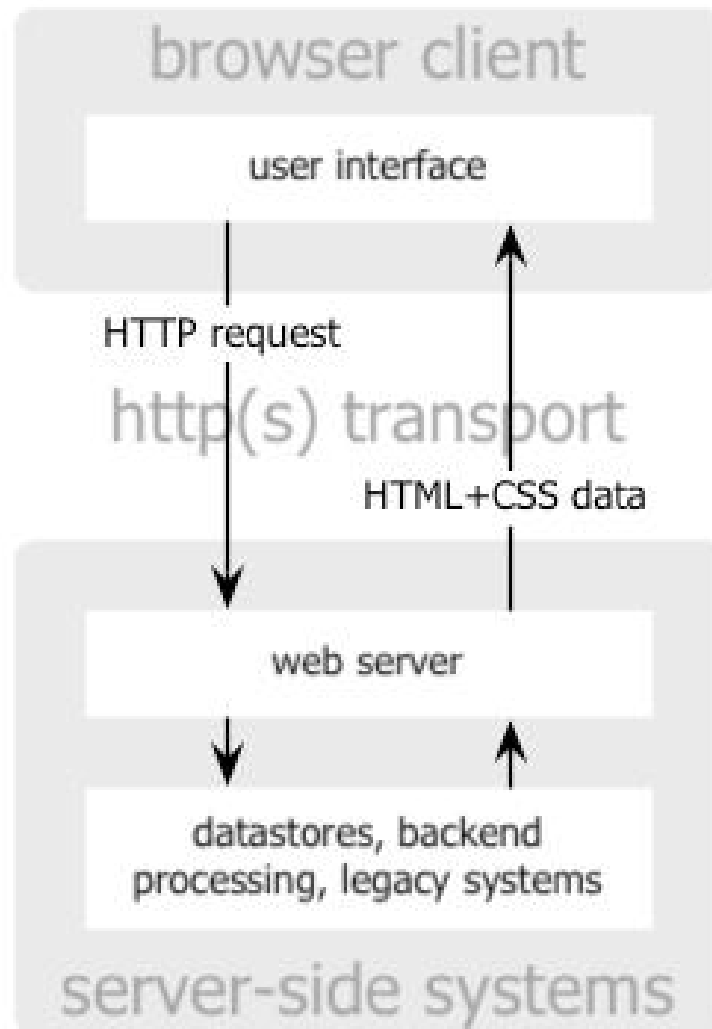 browser client
user interface
HTTP request
http(s) transport
HTML+CSS data
web server
datastores, backend
processing, legacy systems
server-side systems